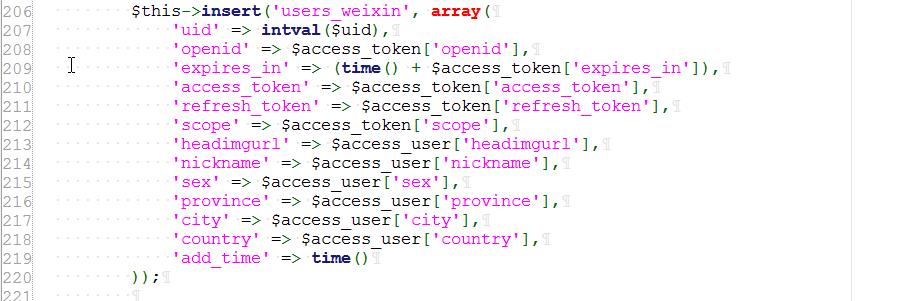 206 $this->insert('users_weixin', array(
207 'uid' => intval($uid),
208 'openid' => $access_token['openid'],
209 'expires_in' => (time() + $access_token['expires_in']),
210 'access_token' => $access_token['access_token'],
211 'refresh_token' => $access_token['refresh_token'],
212 'scope' => $access_token['scope'],
213 'headimgurl' => $access_user['headimgurl'],
214 'nickname' => $access_user['nickname'],
215 'sex' => $access_user['sex'],
216 'province' => $access_user['province'],
217 'city' => $access_user['city'],
218 'country' => $access_user['country'],
219 'add_time' => time()
220 ));
221